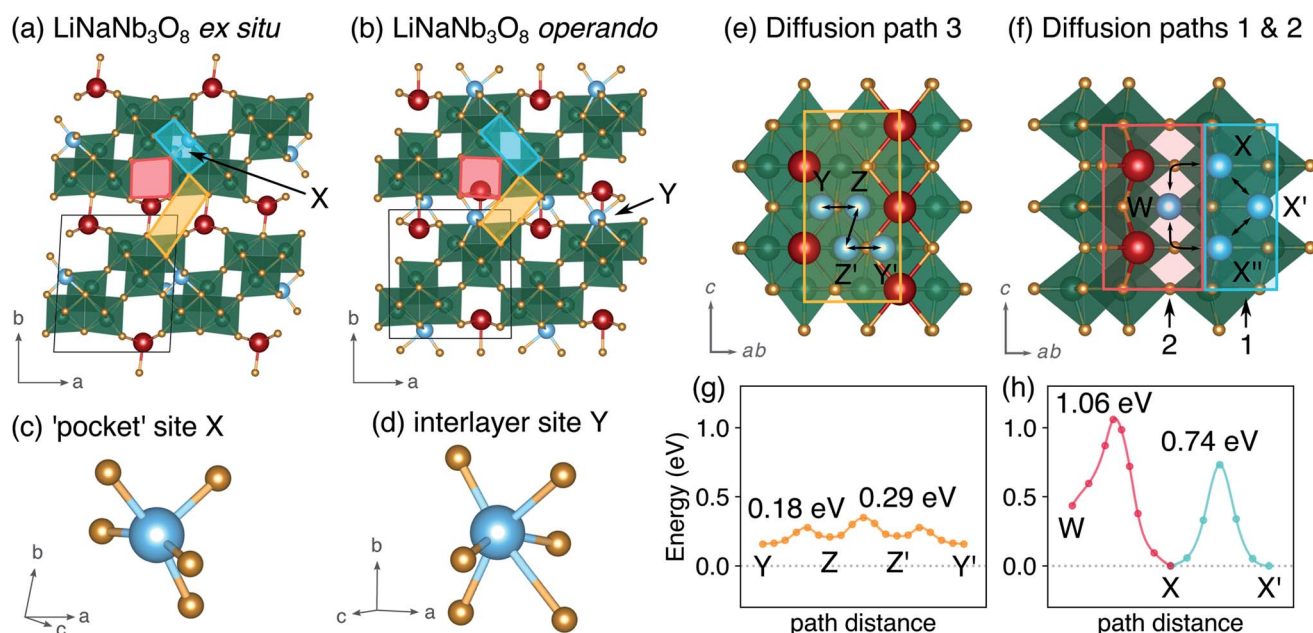 (a) LiNaNb₃O₈ ex situ
(b) LiNaNb₃O₈ operando
(e) Diffusion path 3
(f) Diffusion paths 1 & 2
X
Y
b
a
b
a
Y
Z
Z'
Y'
c
ab
X
W
X'
X"
c
ab
2
1
(c) 'pocket' site X
(d) interlayer site Y
b
a
c
b
c
a
(g)
Energy (eV)
1.0
0.5
0.0
0.18 eV
0.29 eV
Y
Z
Z'
Y'
path distance
(h)
1.0
0.5
0.0
1.06 eV
0.74 eV
W
X
X'
path distance